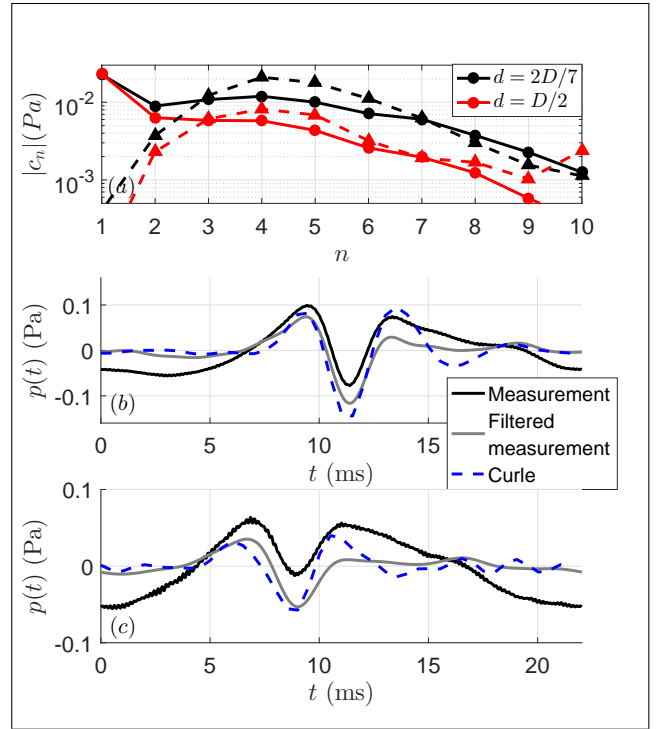 10^{-2}
10^{-3}
|c_n|(Pa)
d = 2D/7
d = D/2
(a)
1 2 3 4 5 6 7 8 9 10
n
0.1
0
-0.1
p(t) (Pa)
(b)
0 5 10 15
t (ms)
Measurement
Filtered
measurement
Curle
0.1
0
-0.1
p(t) (Pa)
(c)
0 5 10 15 20
t (ms)